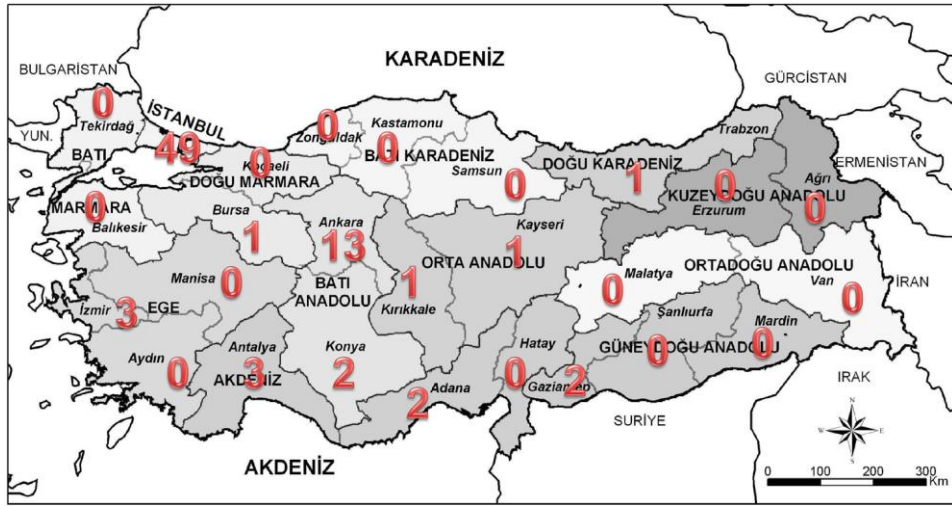 KARADENİZ
BULGARİSTAN
GÜRCİSTAN
0
İSTANBUL
0
Kastamonu
Trabzon
YUN.
Tekirdağ
Zonguldak
BATI
49
Kocaeli
0
BATI KARADENİZ
0
DOĞU KARADENİZ
ERMENİSTAN
DOĞU MARMARA
Samsun
0
1
0
Ağrı
KUZEYDOĞU ANADOLU
MARMARA
0
Bursa
Ankara
Kayseri
Erzurum
0
Balıkesir
1
13
1
Manisa
0
ORTA ANADOLU
ORTADOĞU ANADOLU
BATI
ANADOLU
1
Malatya
0
Van
0
İRAN
İzmir
3
EGE
Kırıkkale
Şanlıurfa
Mardin
Aydın
0
Antalya
3
AKDENİZ
Konya
2
Hatay
0
GÜNEYDOĞU ANADOLU
0
0
Adana
2
Gaziantep
2
IRAK
SURİYE
AKDENİZ
N
W
E
S
0 100 200 300
Km